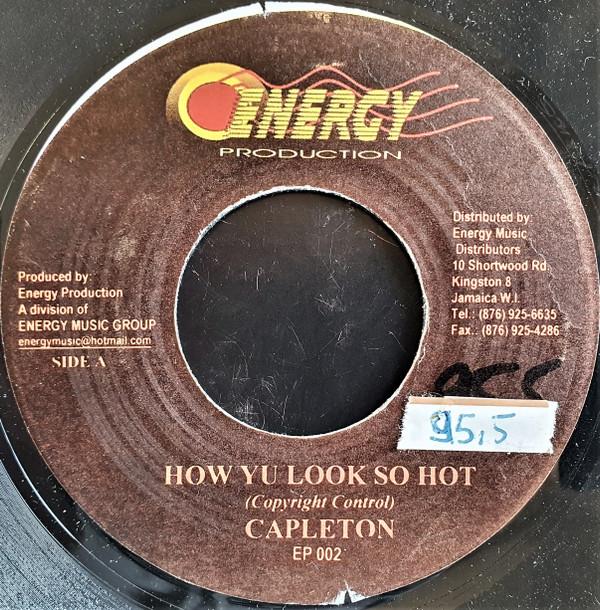 ENERGY
PRODUCTION
Distributed by:
Energy Music
Distributors
10 Shortwood Rd.
Kingston 8
Jamaica W.I.
Tel.: (876) 925-6635
Fax.. (876) 925-4286
Produced by:
Energy Production
A division of
ENERGY MUSIC GROUP
energymusic@hotmail.com
SIDE A
95,5
HOW YU LOOK SO HOT
(Copyright Control)
CAPLETON
EP 002